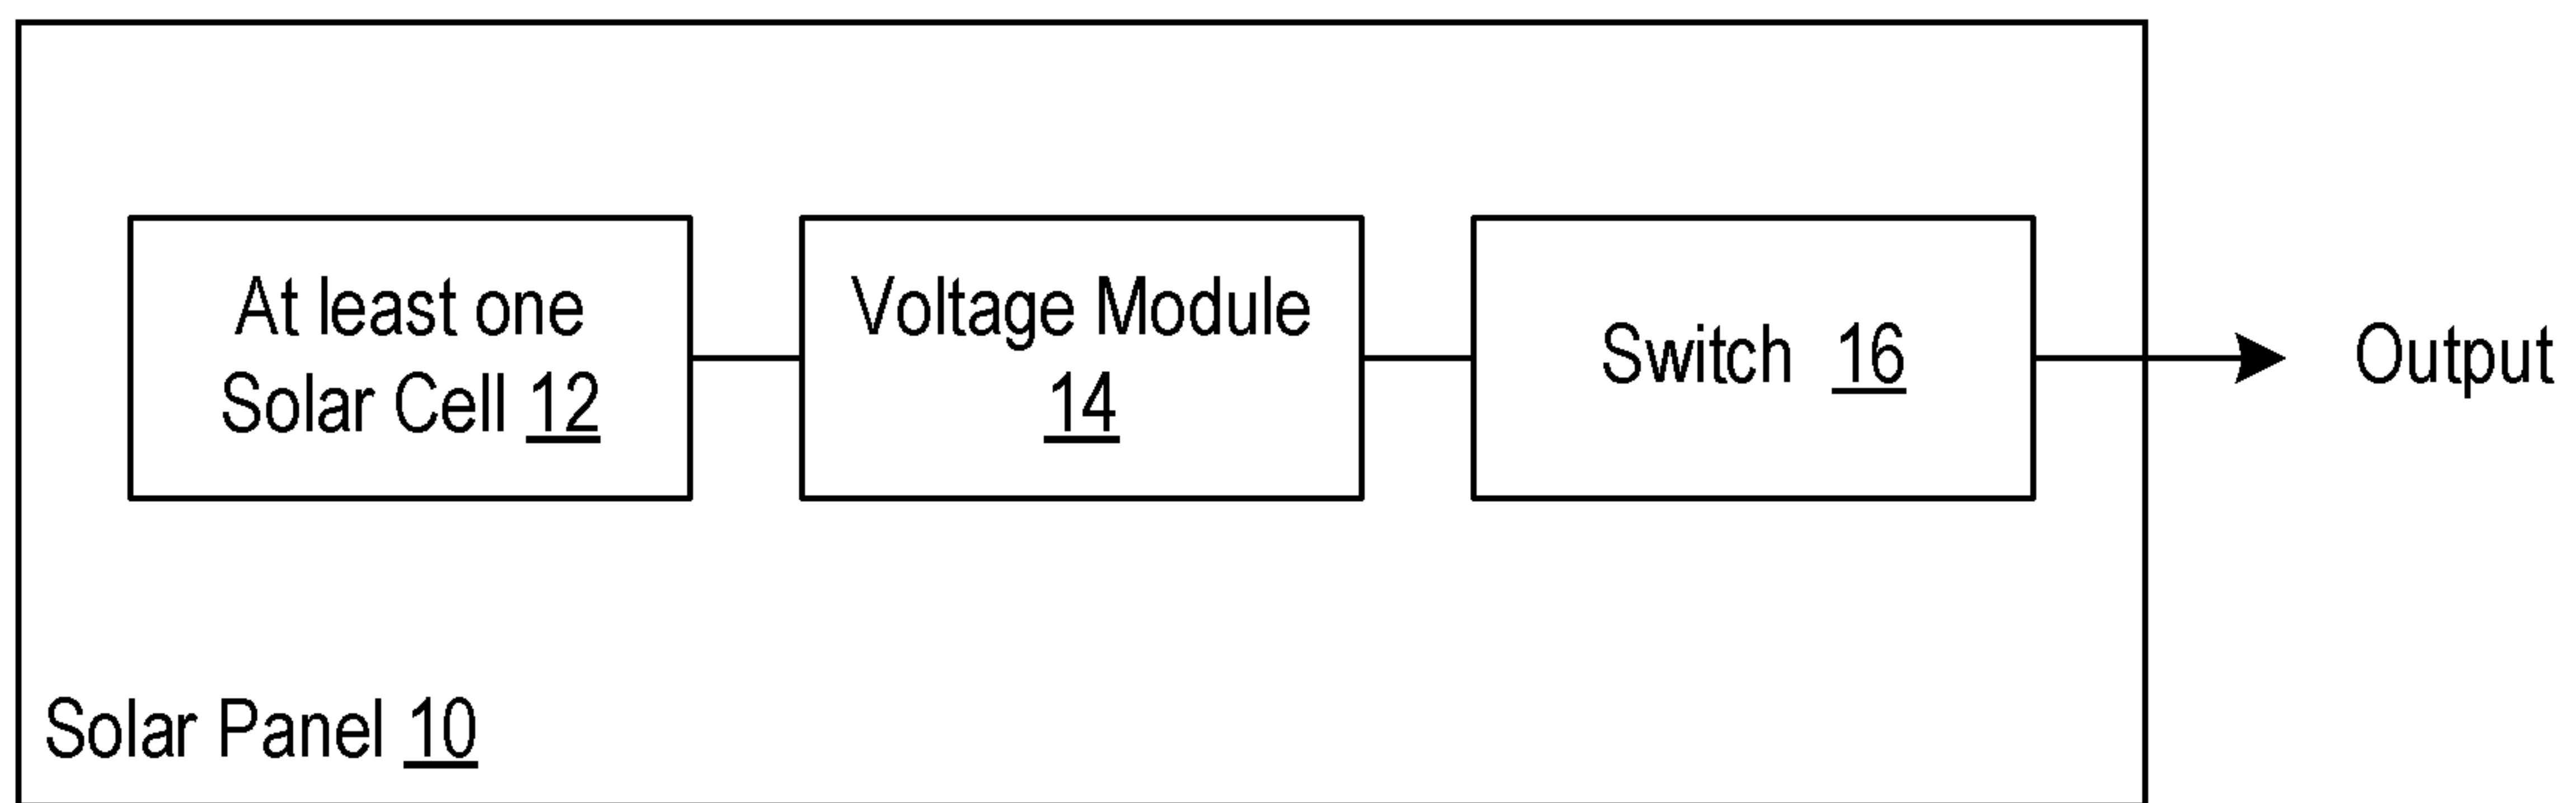 At least one
Solar Cell 12
Voltage Module
14
Switch 16
Output
Solar Panel 10